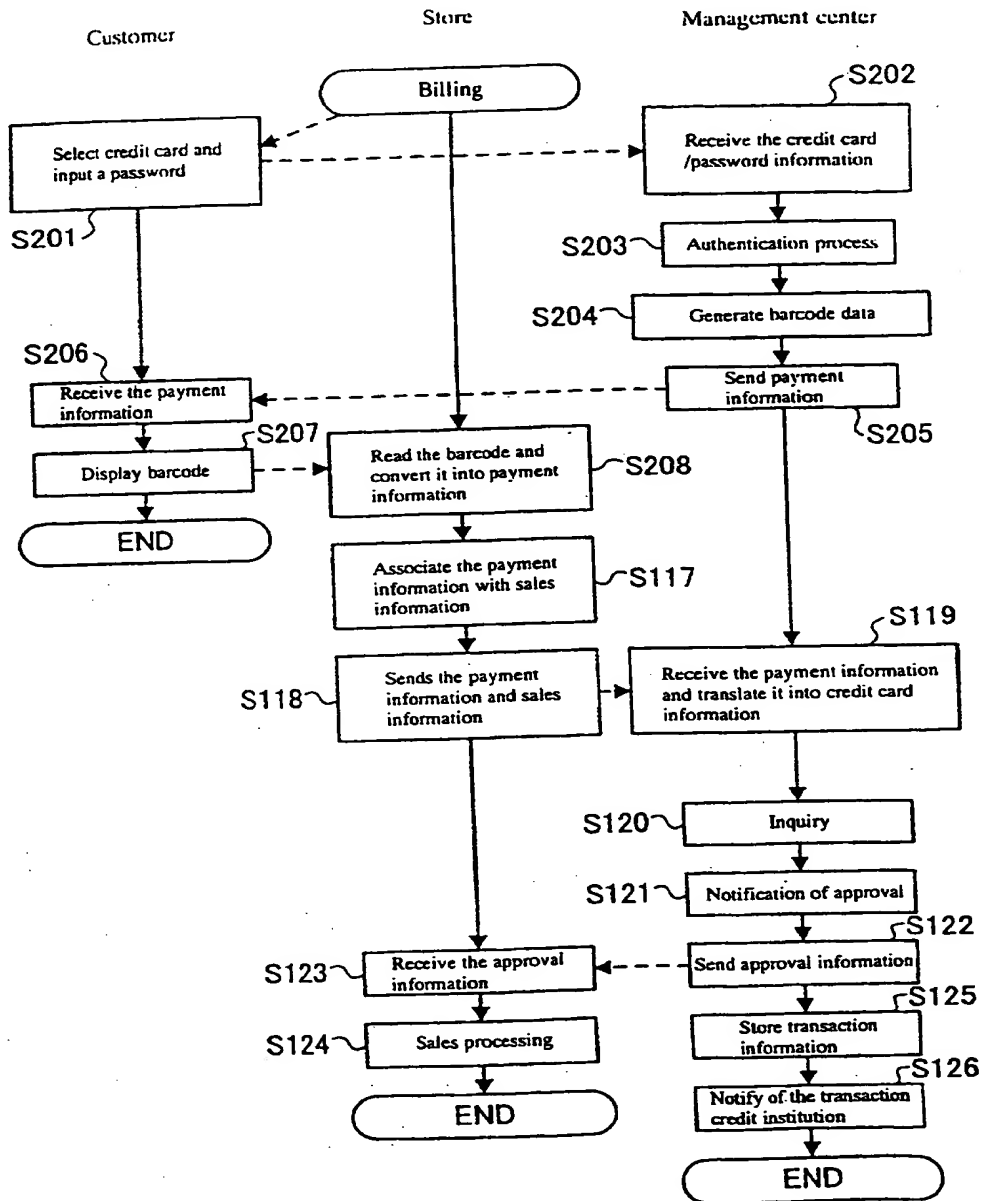 Customer
Store
Management center
Billing
S202
Select credit card and
input a password
Receive the credit card
/password information
S201
S203
Authentication process
S204
Generate barcode data
S206
Receive the payment
information
Send payment
information
S205
S207
Display barcode
Read the barcode and
convert it into payment
information
S208
END
Associate the payment
information with sales
information
S117
S119
S118
Sends the payment
information and sales
information
Receive the payment information
and translate it into credit card
information
S120
Inquiry
S121
Notification of approval
S122
S123
Receive the approval
information
Send approval information
S125
S124
Sales processing
Store transaction
information
S126
END
Notify of the transaction
credit institution
END